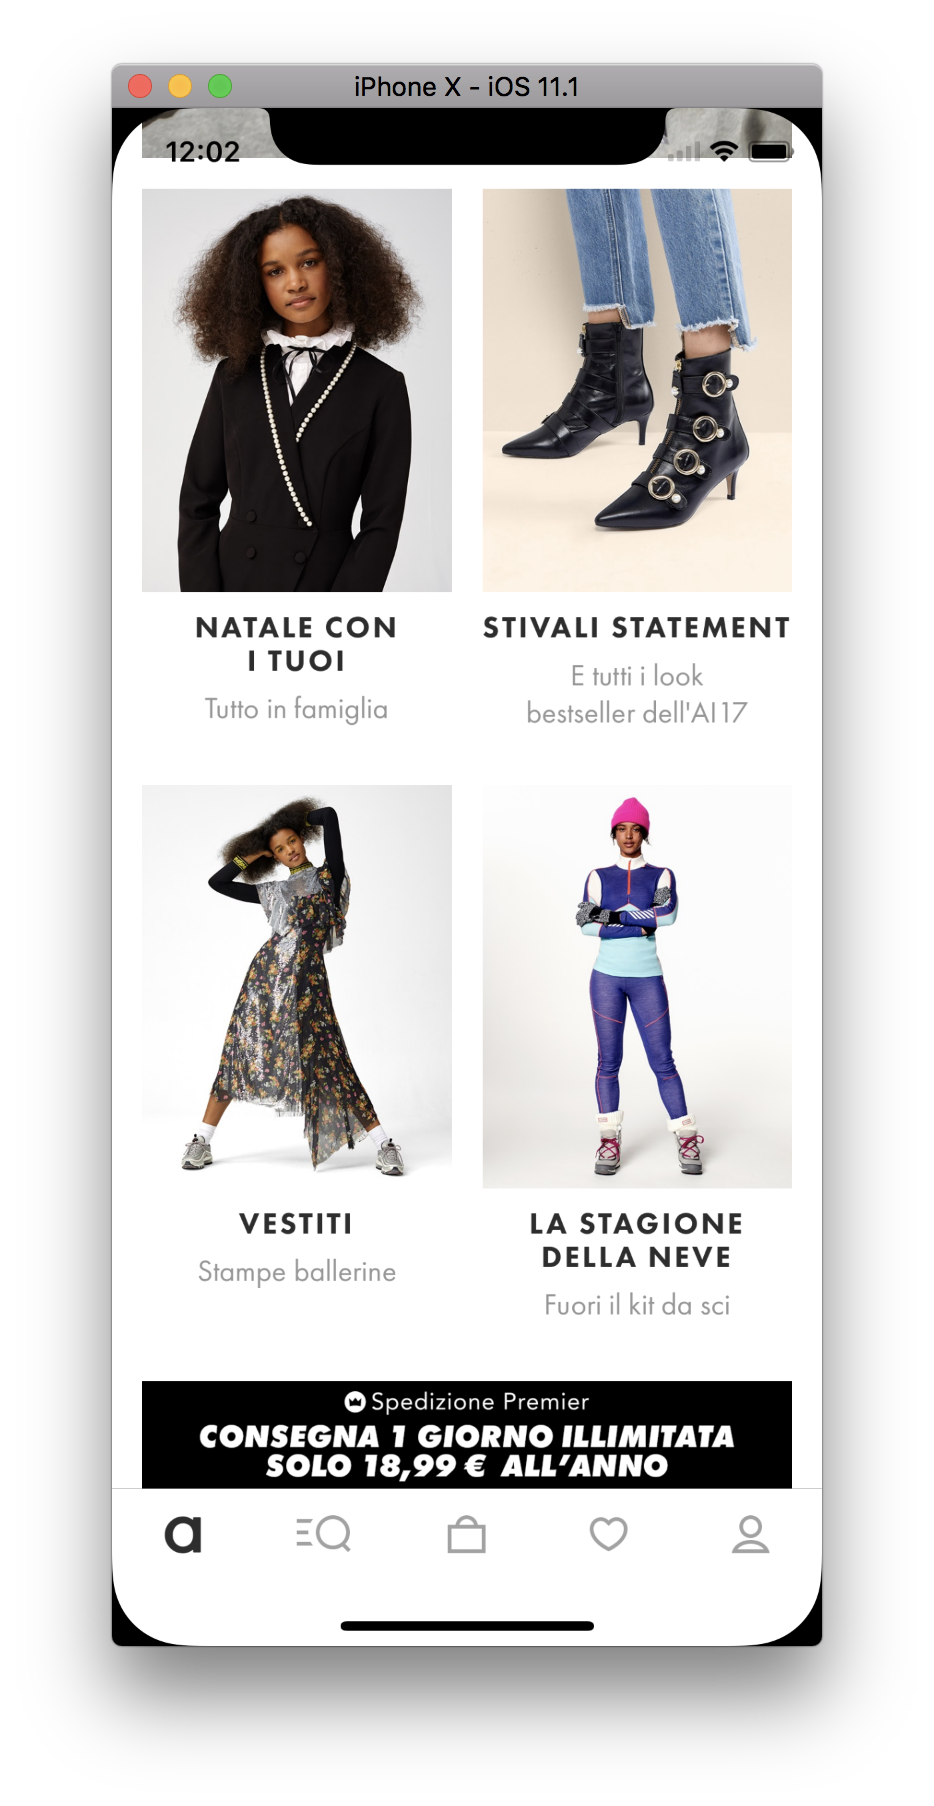 iPhone X - iOS 11.1
12:02
NATALE CON
I TUOI
Tutto in famiglia
STIVALI STATEMENT
E tutti i look
bestseller dell'AI17
VESTITI
Stampe ballerine
LA STAGIONE
DELLA NEVE
Fuori il kit da sci
Spedizione Premier
CONSEGNA 1 GIORNO ILLIMITATA
SOLO 18,99 € ALL'ANNO
a